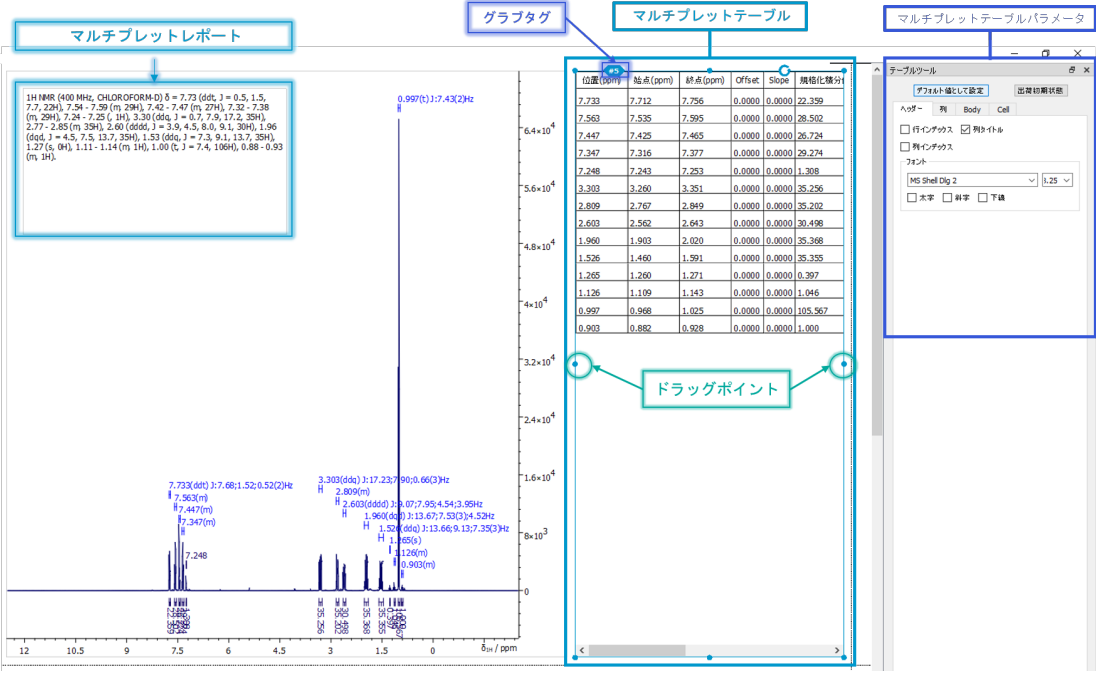 グラブタグ
マルチプレットテーブル
マルチプレットテーブルパラメータ
マルチプレットレポート
1H NMR (400 MHz, CHLOROFORM-D) δ = 7.73 (ddt, J = 0.5, 1.5,
7.7, 22H), 7.54 - 7.59 (m, 29H), 7.42 - 7.47 (m, 27H), 7.32 - 7.38
(m, 29H), 7.24 - 7.25 (, 1H), 3.30 (ddq, J = 0.7, 7.9, 17.2, 35H),
2.77 - 2.85 (m, 35H), 2.60 (dddd, J = 3.9, 4.5, 8.0, 9.1, 30H), 1.96
(dqd, J = 4.5, 7.5, 13.7, 35H), 1.53 (ddq, J = 7.3, 9.1, 13.7, 35H),
1.27 (s, 0H), 1.11 - 1.14 (m, 1H), 1.00 (t, J = 7.4, 106H), 0.88 - 0.93
(m, 1H).
0.997(t)J:7.43(2)Hz
6.4×10⁴
5.6×10⁴
4.8×10⁴
4×10⁴
3.2×10⁴
2.4×10⁴
1.6×10⁴
8×10³
0
7.733(ddt) J:7.68;1.52;0.52(2)Hz
7.563(m)
7.447(m)
7.347(m)
7.248
3.303(ddq) J:17.23;7.90;0.66(3)Hz
2.809(m)
2.603(dddd) J:9.07;7.95;4.54;3.95Hz
1.960(dqd) J:13.67;7.53(3);4.52Hz
1.526(ddq) J:13.66;9.13;7.35(3)Hz
1.265(s)
1.126(m)
0.903(m)
35.256
35.202
30.498
35.368
35.355
12 10.5 9 7.5 6 4.5 3 1.5 0
δ1H / ppm
位置(ppm) 始点(ppm) 終点(ppm) Offset Slope 規格化積分
7.733 7.712 7.756 0.0000 0.0000 22.359
7.563 7.535 7.595 0.0000 0.0000 28.502
7.447 7.425 7.465 0.0000 0.0000 26.724
7.347 7.316 7.377 0.0000 0.0000 29.274
7.248 7.243 7.253 0.0000 0.0000 1.308
3.303 3.260 3.351 0.0000 0.0000 35.256
2.809 2.767 2.849 0.0000 0.0000 35.202
2.603 2.562 2.643 0.0000 0.0000 30.498
1.960 1.903 2.020 0.0000 0.0000 35.368
1.526 1.460 1.591 0.0000 0.0000 35.355
1.265 1.260 1.271 0.0000 0.0000 0.397
1.126 1.109 1.143 0.0000 0.0000 1.046
0.997 0.968 1.025 0.0000 0.0000 105.567
0.903 0.882 0.928 0.0000 0.0000 1.000
ドラッグポイント
テーブルツール
デフォルト値として設定 出荷初期状態
ヘッダー 列 Body Cell
行インデックス 列タイトル
列インデックス
フォント
MS Shell Dlg 2 8.25
太字 斜字 下線